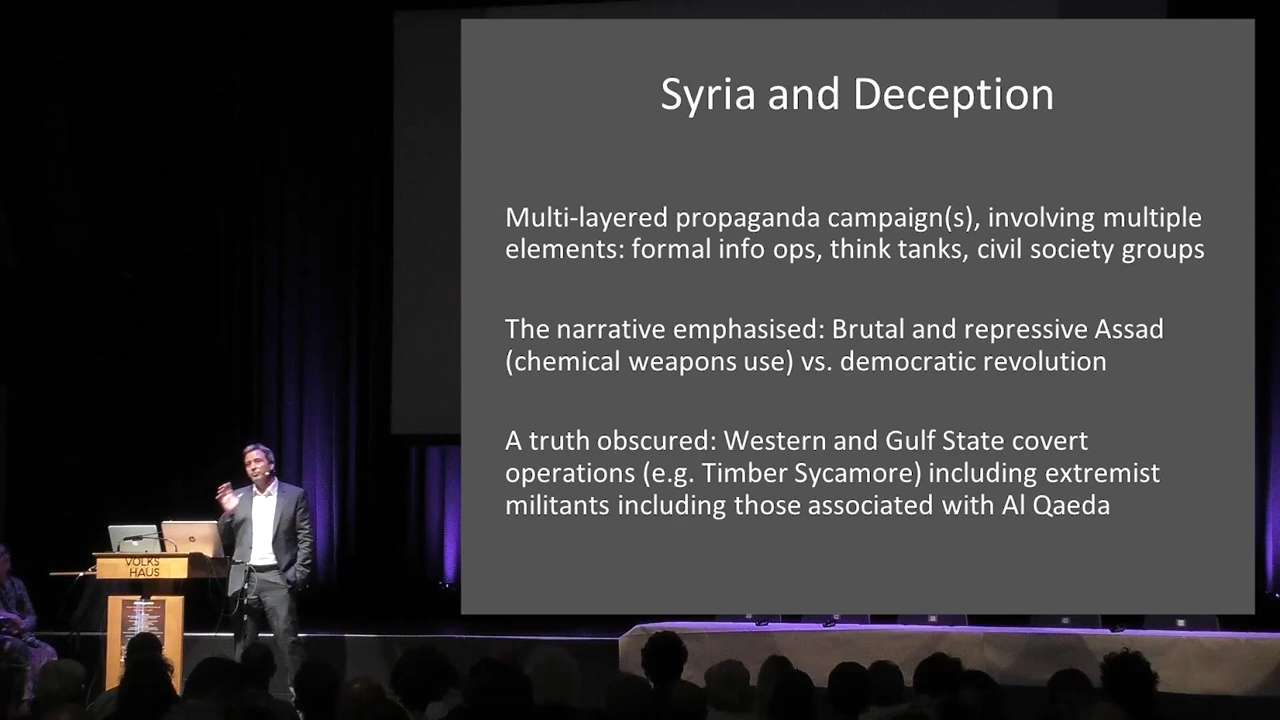 Syria and Deception
Multi-layered propaganda campaign(s), involving multiple
elements: formal info ops, think tanks, civil society groups
The narrative emphasised: Brutal and repressive Assad
(chemical weapons use) vs. democratic revolution
A truth obscured: Western and Gulf State covert
operations (e.g. Timber Sycamore) including extremist
militants including those associated with Al Qaeda
VOLKS
HAUS